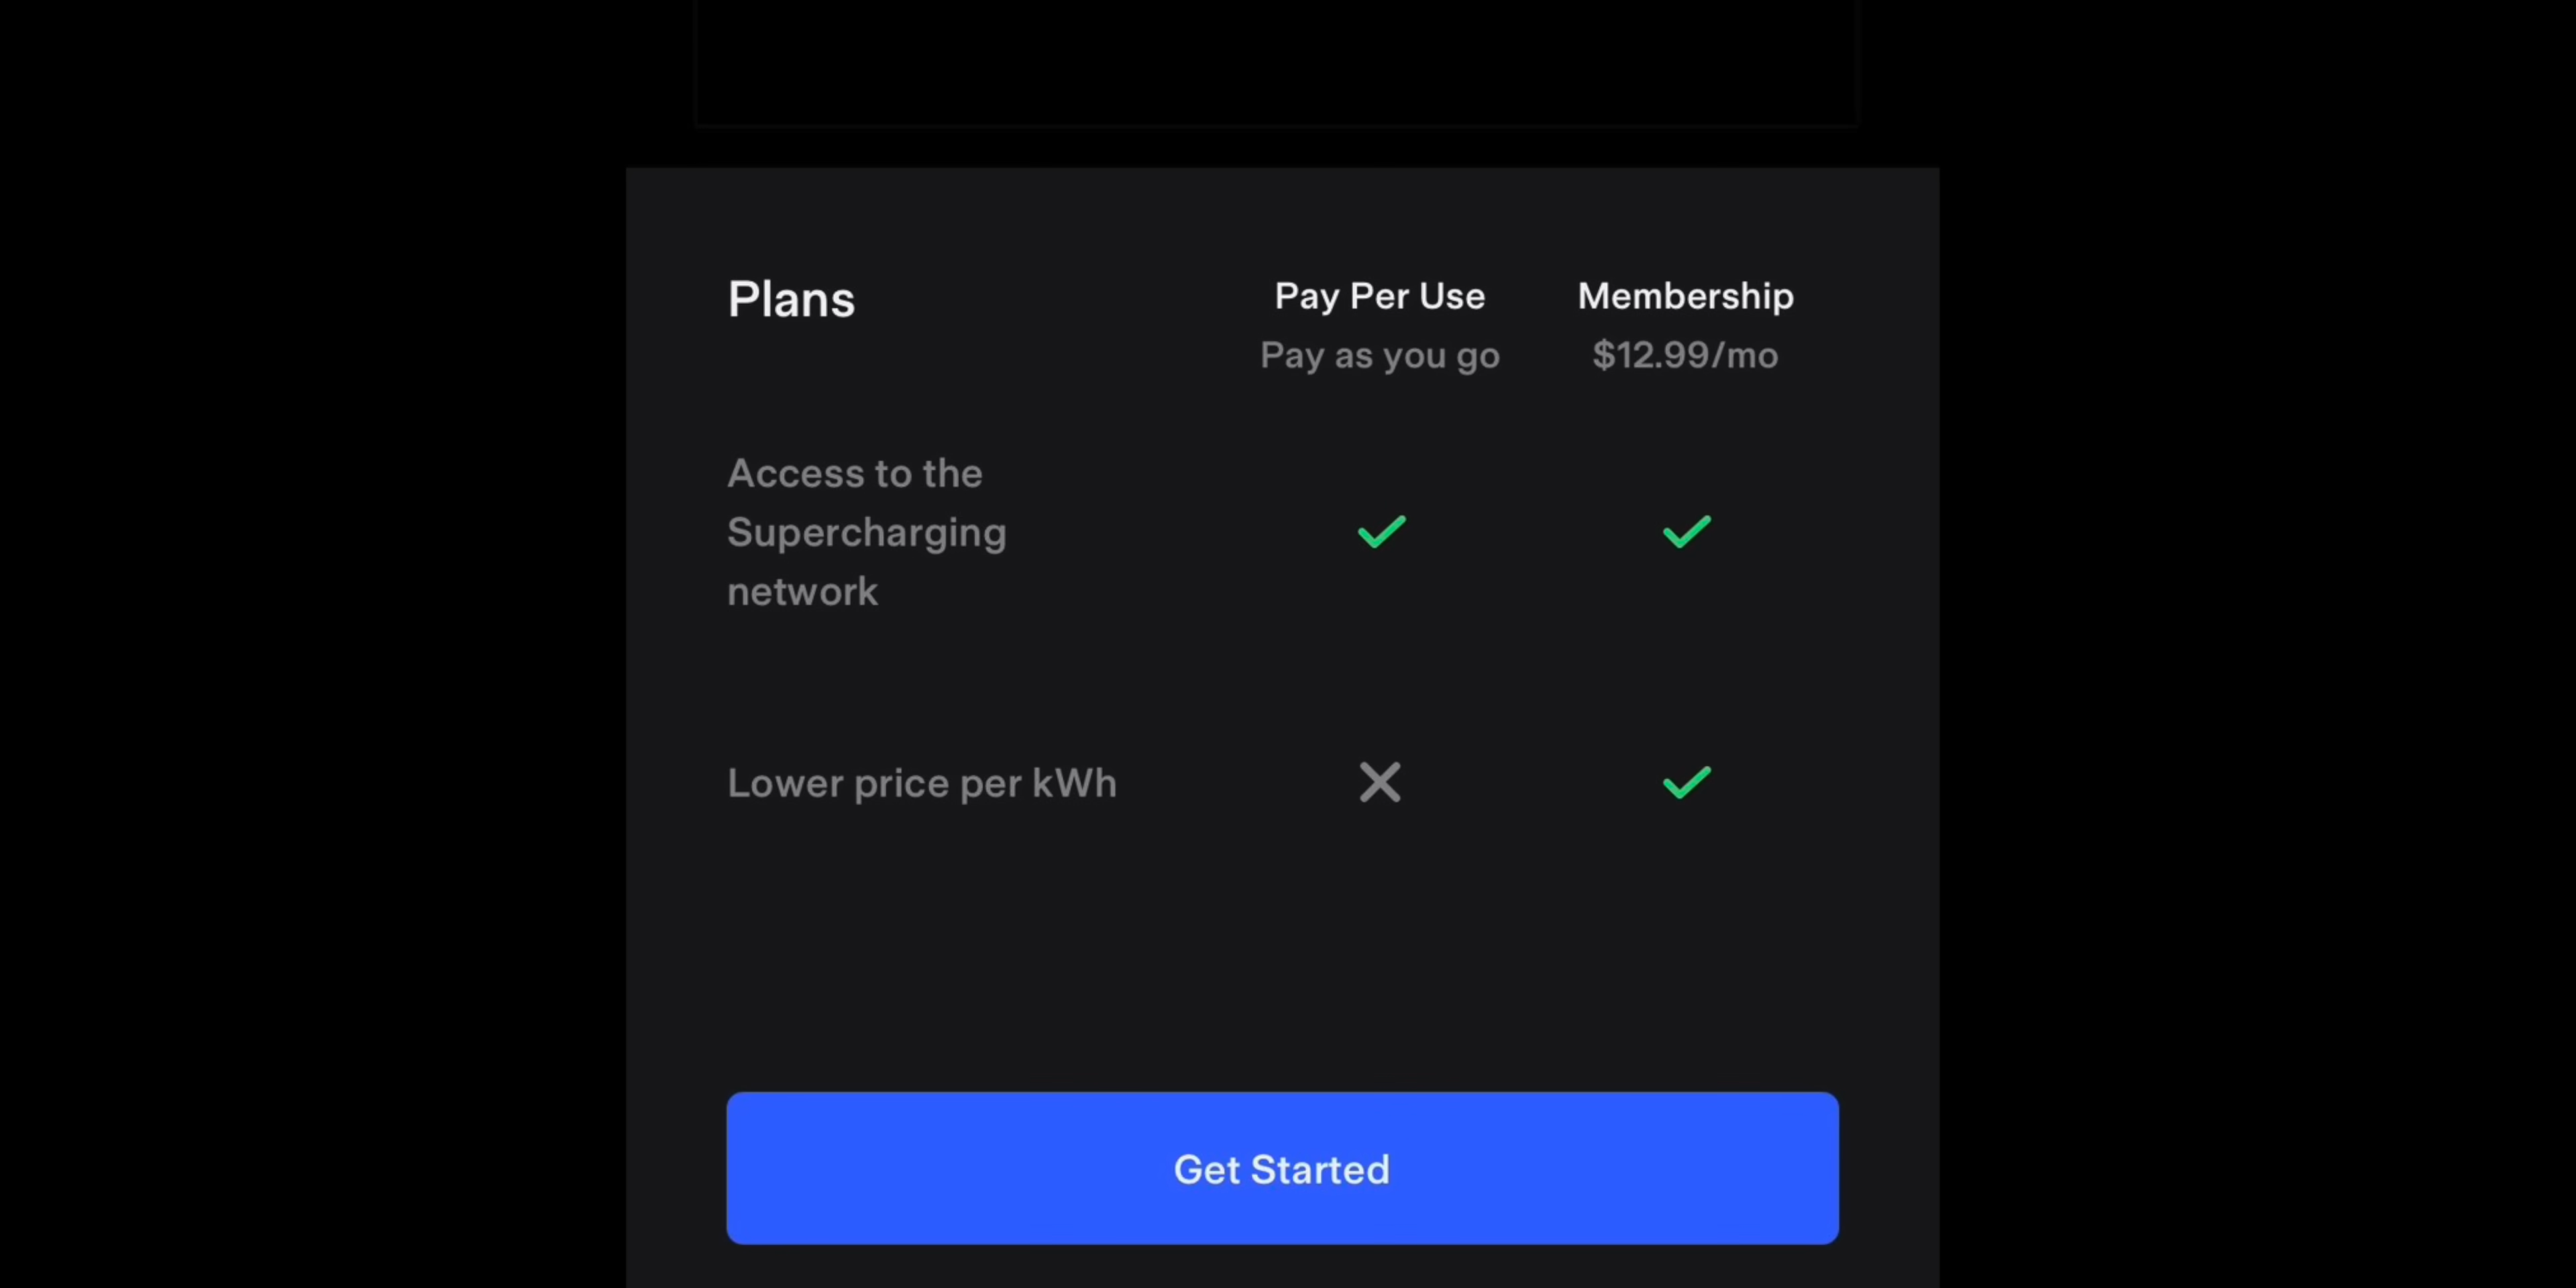 Plans
Pay Per Use
Membership
Pay as you go
$12.99/mo
Access to the
Supercharging
network
Lower price per kWh
Get Started